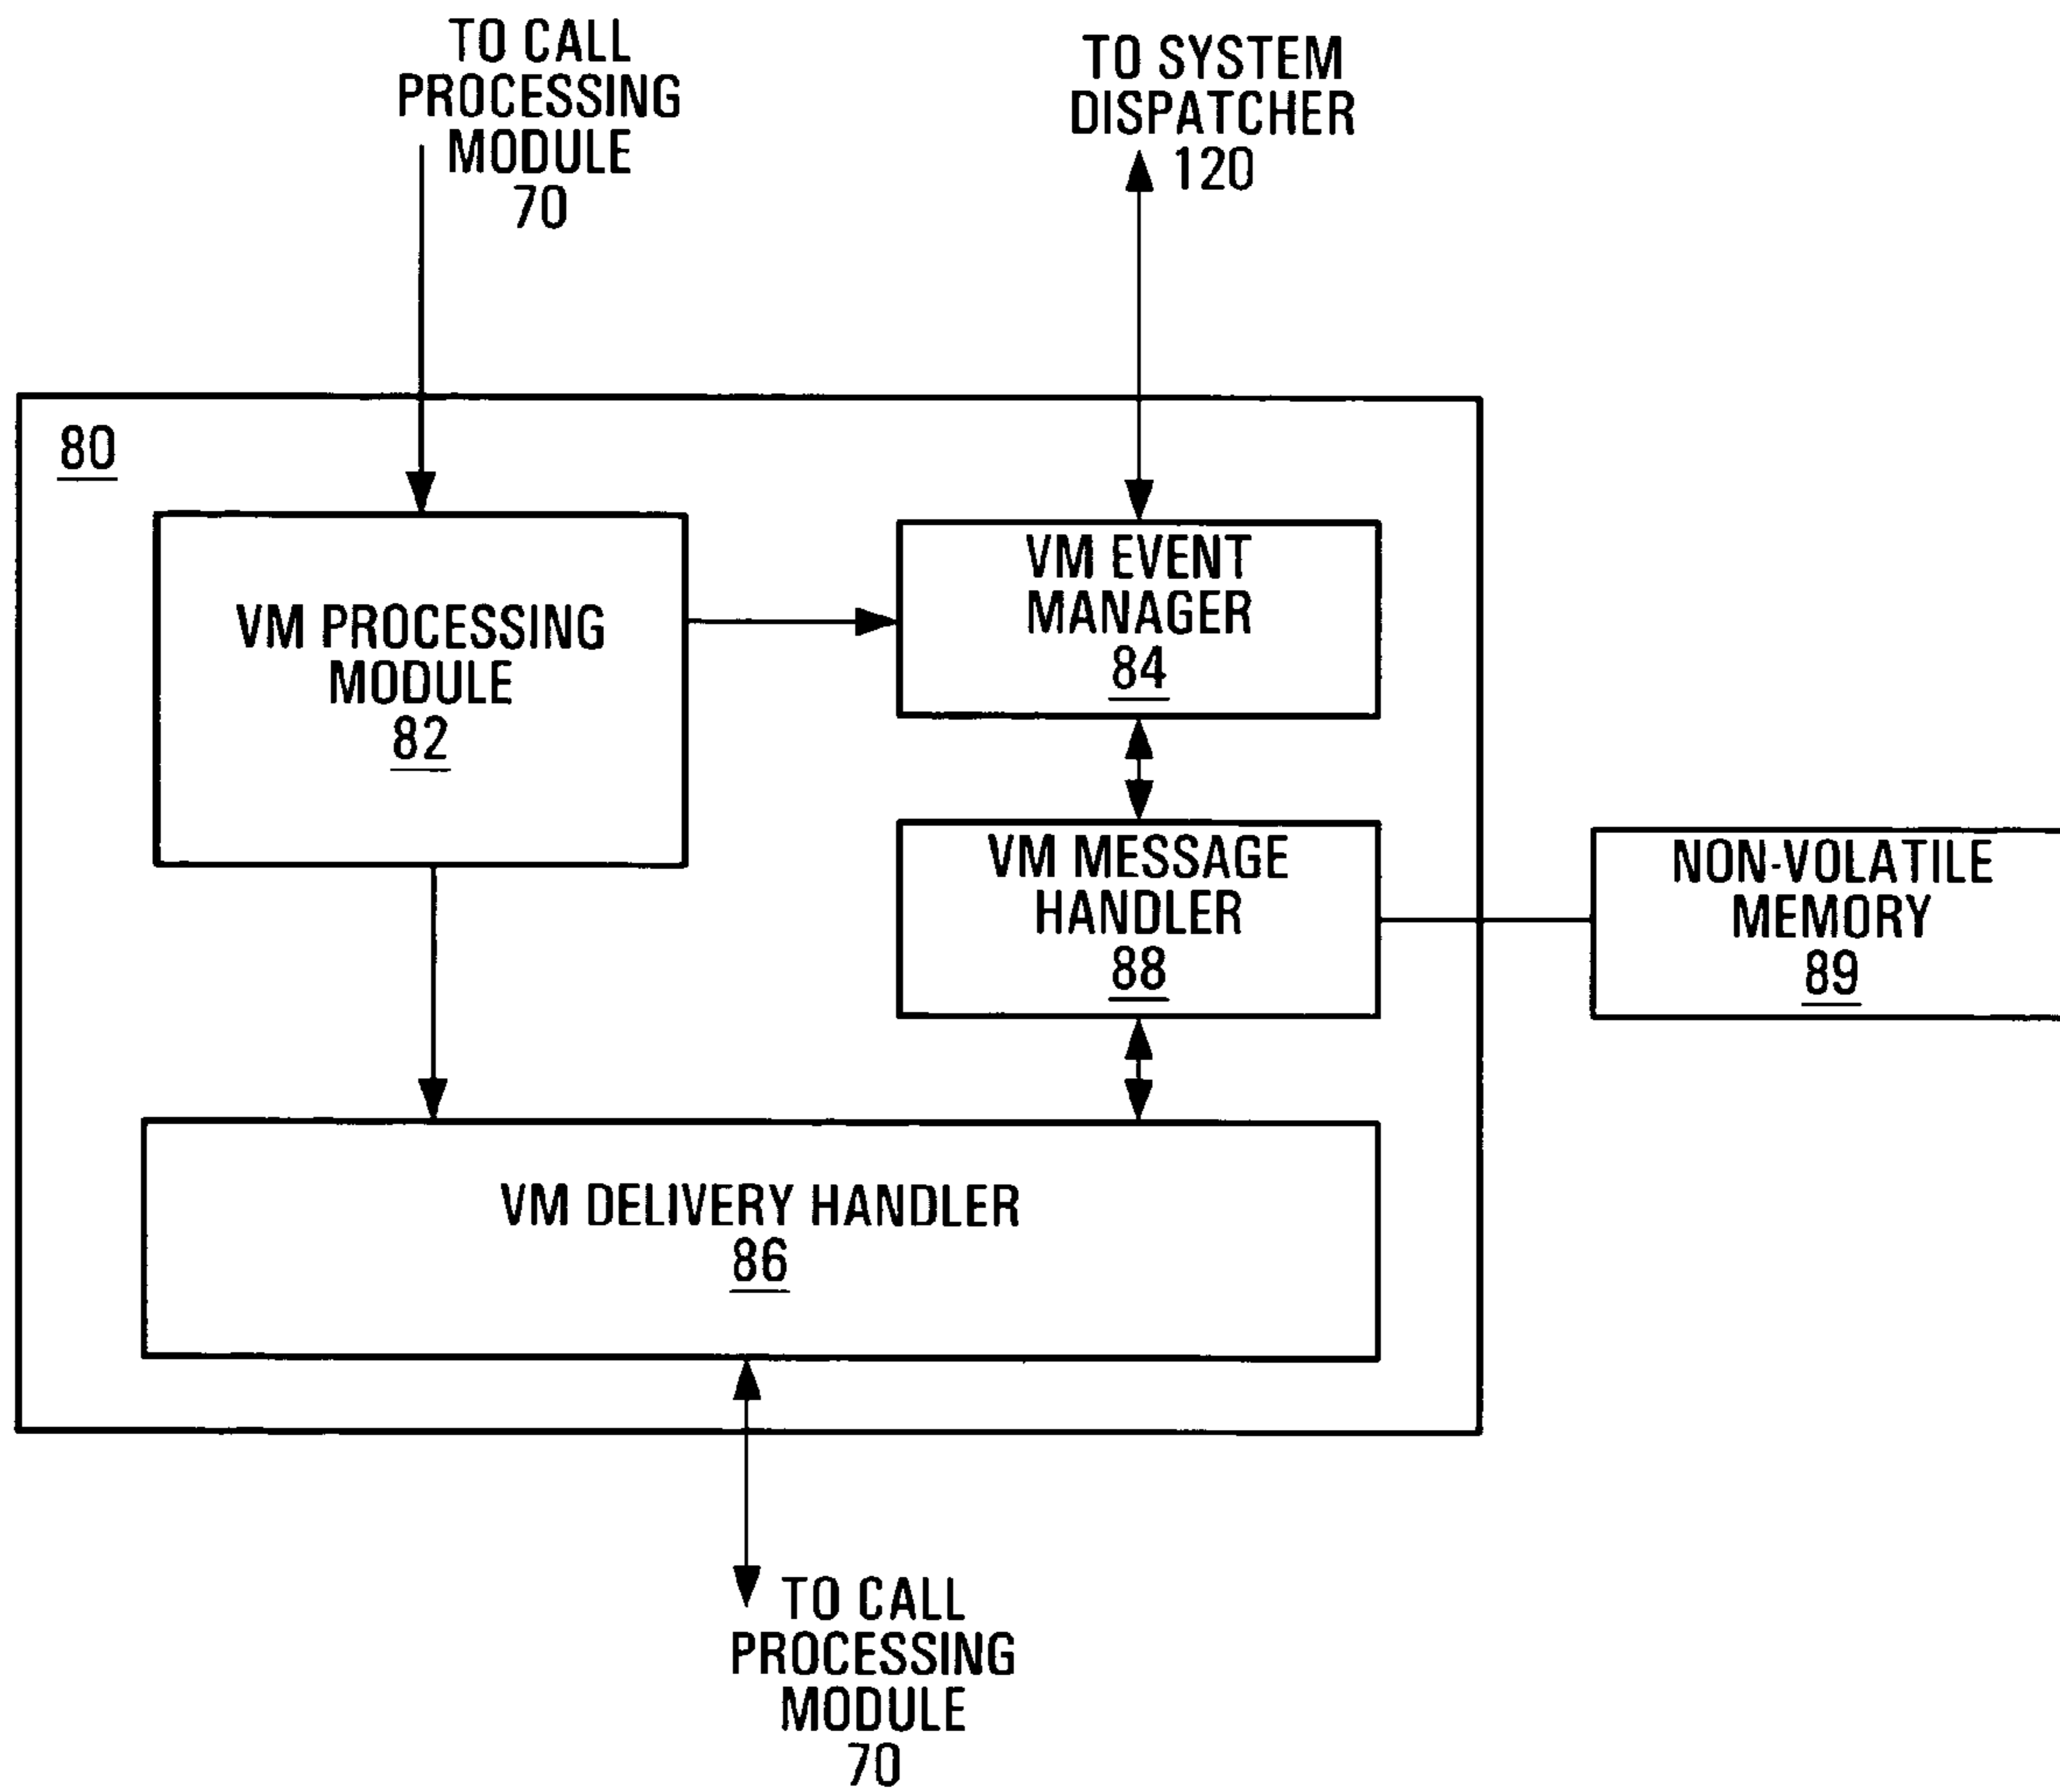 TO CALL
PROCESSING
MODULE
70
TO SYSTEM
DISPATCHER
120
80
VM PROCESSING
MODULE
82
VM EVENT
MANAGER
84
VM MESSAGE
HANDLER
88
NON-VOLATILE
MEMORY
89
VM DELIVERY HANDLER
86
TO CALL
PROCESSING
MODULE
70